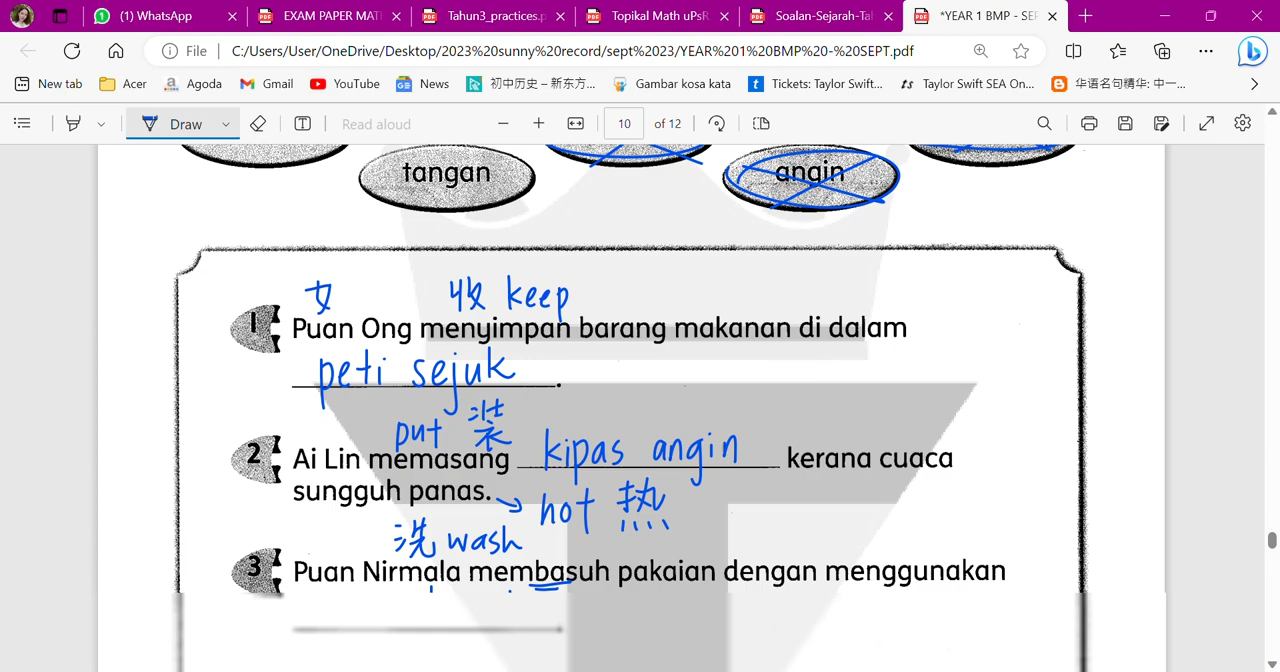 (1) WhatsApp
EXAM PAPER MAT
Tahun3_practices.p
Topikal Math uPsR
Soalan-Sejarah-Tal
*YEAR 1 BMP - SEP
File
C:/Users/User/OneDrive/Desktop/2023%20sunny%20record/sept%2023/YEAR%201%20BMP%20-%20SEPT.pdf
New tab
Acer
Agoda
Gmail
YouTube
News
初中历史 – 新东方...
Gambar kosa kata
Tickets: Taylor Swift...
Taylor Swift SEA On...
华语名句精华: 中一...
Draw
Read aloud
10 of 12
tangan
angin
女 收 keep
1 Puan Ong menyimpan barang makanan di dalam
peti sejuk.
put 装
2 Ai Lin memasang kipas angin kerana cuaca
sungguh panas. → hot 热
洗 wash
3 Puan Nirmala membasuh pakaian dengan menggunakan